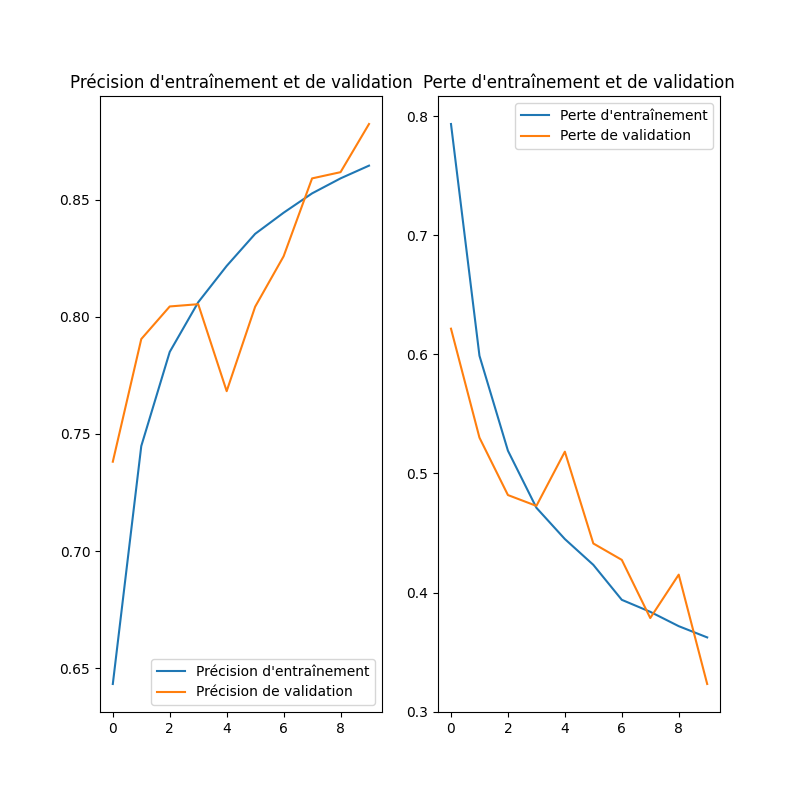 Précision d'entraînement et de validation
0.85
0.80
0.75
0.70
0.65
Précision d'entraînement
Précision de validation
0 2 4 6 8
Perte d'entraînement et de validation
Perte d'entraînement
Perte de validation
0.8
0.7
0.6
0.5
0.4
0.3
0 2 4 6 8